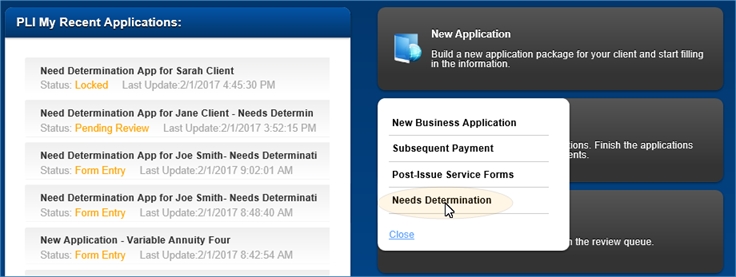 PLI My Recent Applications:
Need Determination App for Sarah Client
Status: Locked Last Update:2/1/2017 4:45:30 PM
Need Determination App for Jane Client - Needs Determin
Status: Pending Review Last Update:2/1/2017 3:52:15 PM
Need Determination App for Joe Smith- Needs Determinati
Status: Form Entry Last Update:2/1/2017 9:02:01 AM
Need Determination App for Joe Smith- Needs Determinati
Status: Form Entry Last Update:2/1/2017 8:48:40 AM
New Application - Variable Annuity Four
Status: Form Entry Last Update:2/1/2017 8:42:54 AM
New Application
Build a new application package for your client and start filling
in the information.
New Business Application
Subsequent Payment
Post-Issue Service Forms
Needs Determination
Close
tions. Finish the applications
ents.
the review queue.